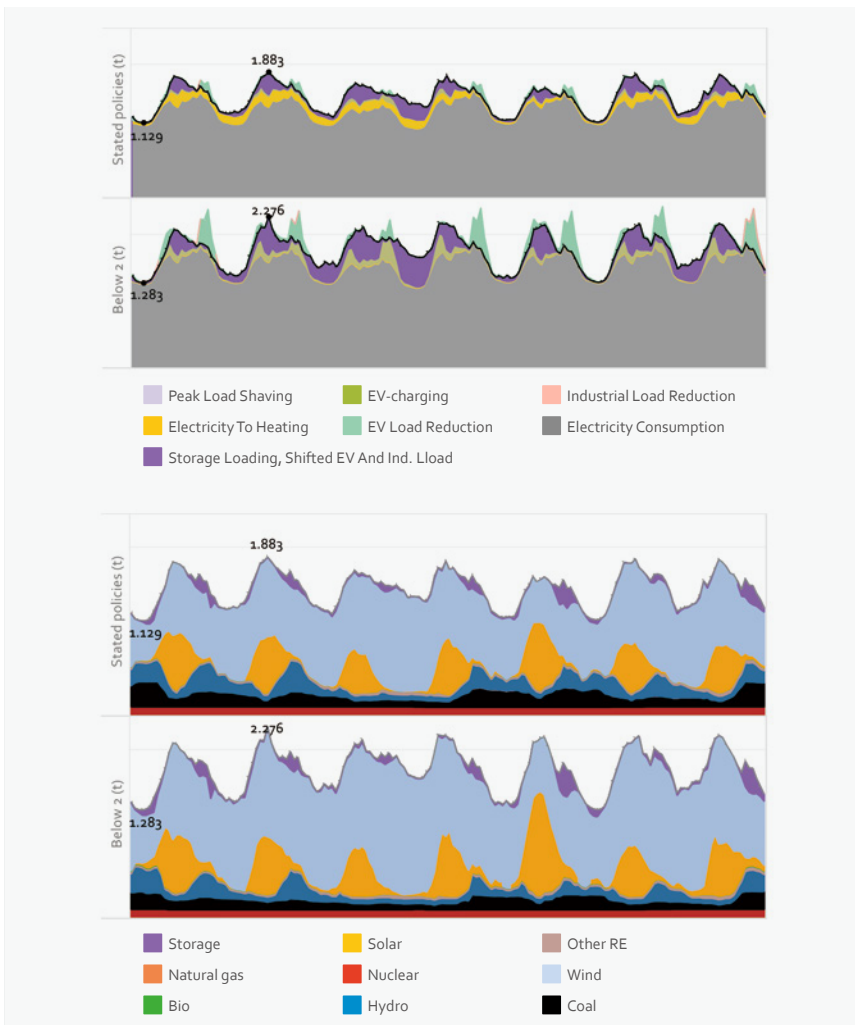 1.883
Stated policies (t)
1.129
2.276
Below 2 (t)
1.283
Peak Load Shaving
EV-charging
Industrial Load Reduction
Electricity To Heating
EV Load Reduction
Electricity Consumption
Storage Loading, Shifted EV And Ind. Lload
1.883
Stated policies (t)
1.129
2.276
Below 2 (t)
1.283
Storage
Solar
Other RE
Natural gas
Nuclear
Wind
Bio
Hydro
Coal